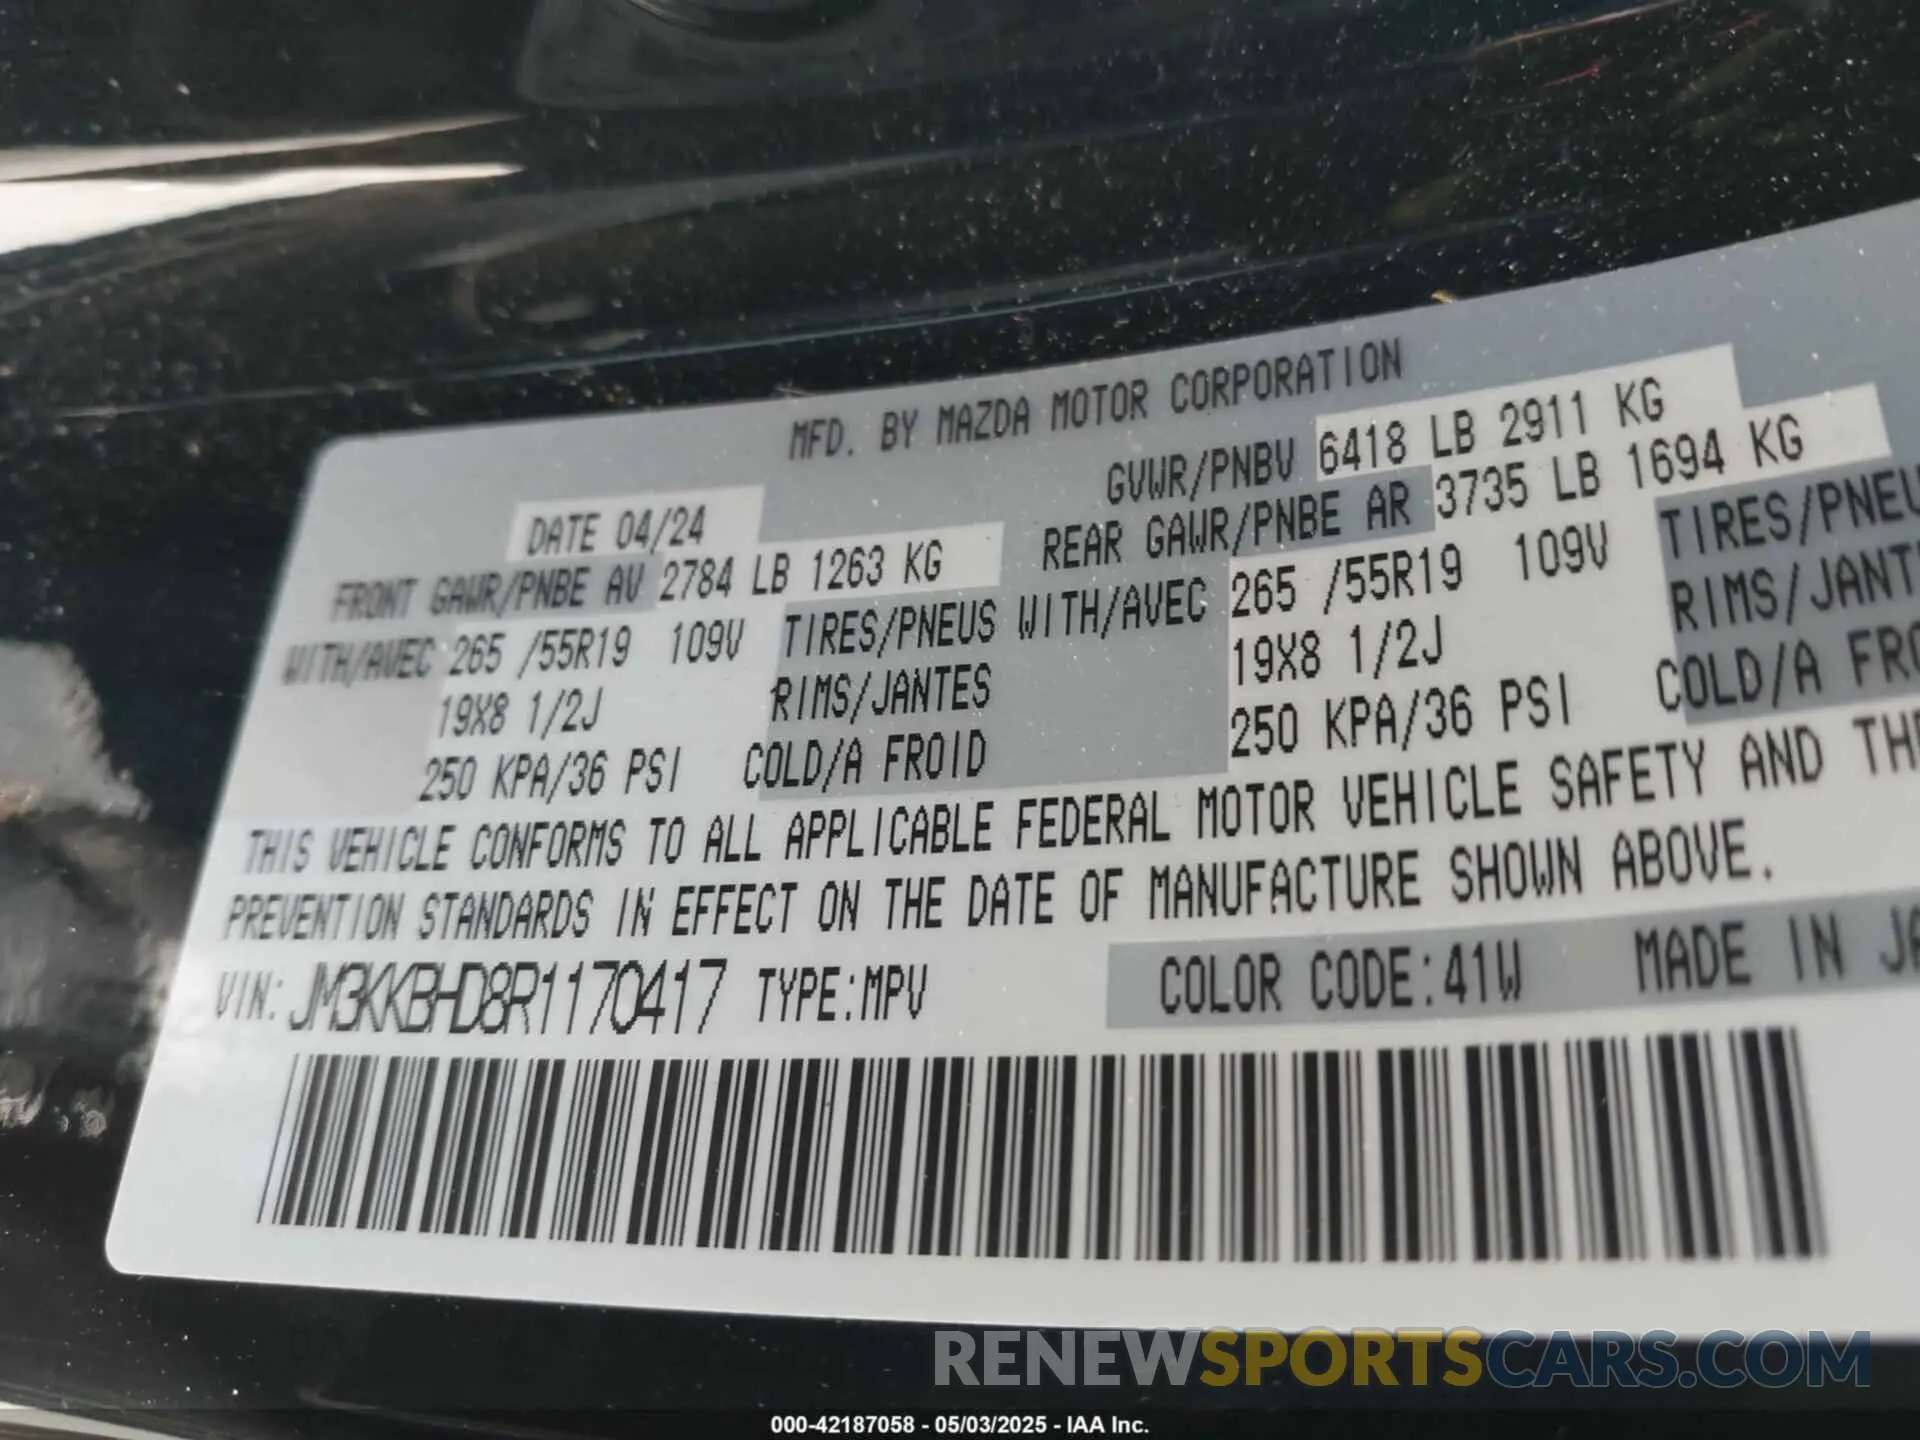 MFD. BY MAZDA MOTOR CORPORATION
DATE 04/24 GVWR/PNBV 6418 LB 2911 KG
FRONT GAWR/PNBE AV 2784 LB 1263 KG REAR GAWR/PNBE AR 3735 LB 1694 KG
WITH/AVEC 265 /55R19 109V TIRES/PNEUS WITH/AVEC 265 /55R19 109V TIRES/PNEU
19X8 1/2J RIMS/JANTES 19X8 1/2J RIMS/JANT
250 KPA/36 PSI COLD/A FROID 250 KPA/36 PSI COLD/A FRO
THIS VEHICLE CONFORMS TO ALL APPLICABLE FEDERAL MOTOR VEHICLE SAFETY AND TH
PREVENTION STANDARDS IN EFFECT ON THE DATE OF MANUFACTURE SHOWN ABOVE.
VIN: JM3KKBHD8R1170417 TYPE:MPV COLOR CODE:41W MADE IN JA
RENEWSPORTSCARS.COM
000-42187058 - 05/03/2025 - IAA Inc.